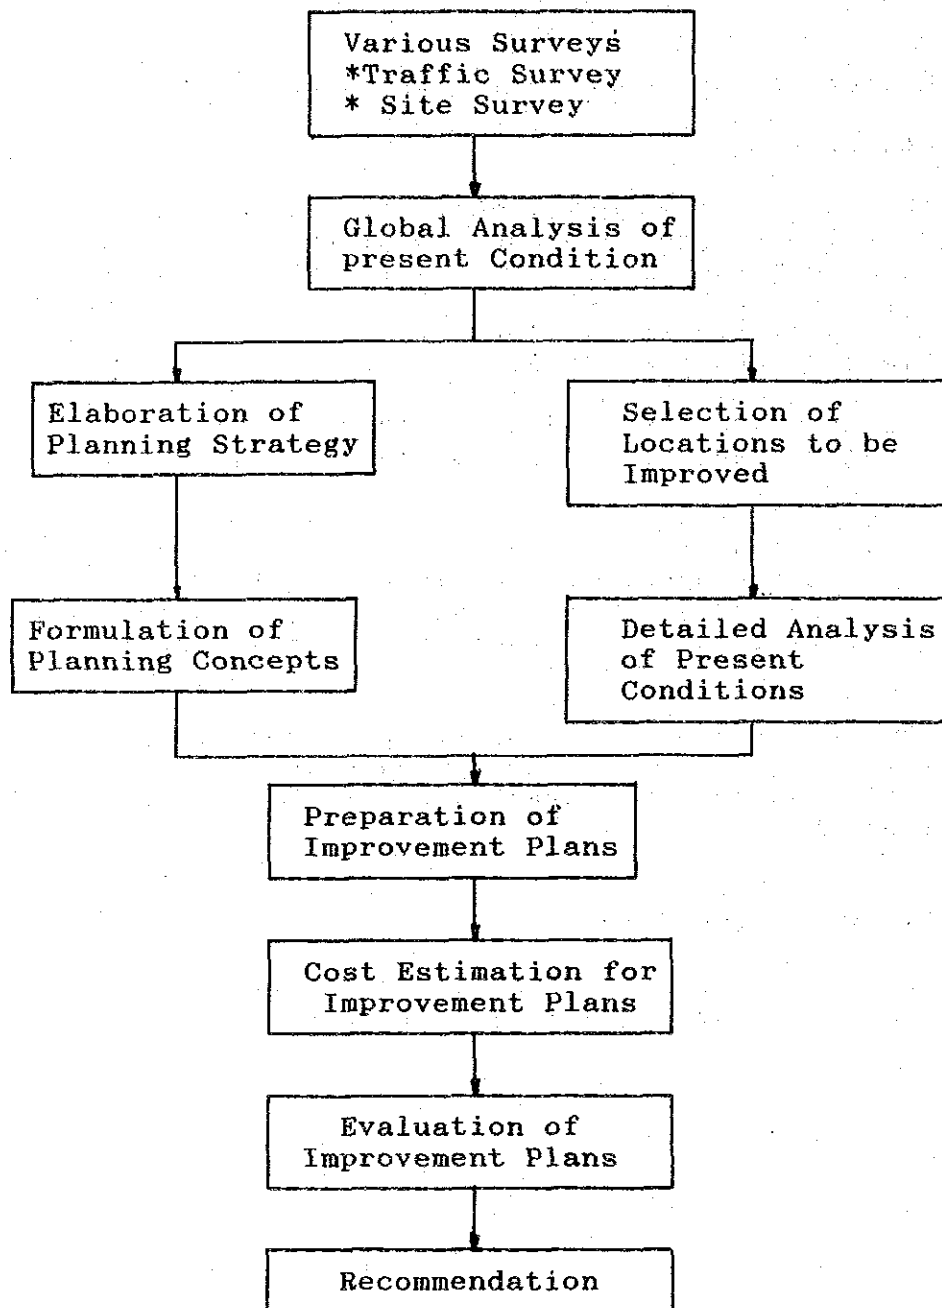 Various Surveys
*Traffic Survey
* Site Survey
Global Analysis of
present Condition
Elaboration of
Planning Strategy
Selection of
Locations to be
Improved
Formulation of
Planning Concepts
Detailed Analysis
of Present
Conditions
Preparation of
Improvement Plans
Cost Estimation for
Improvement Plans
Evaluation of
Improvement Plans
Recommendation